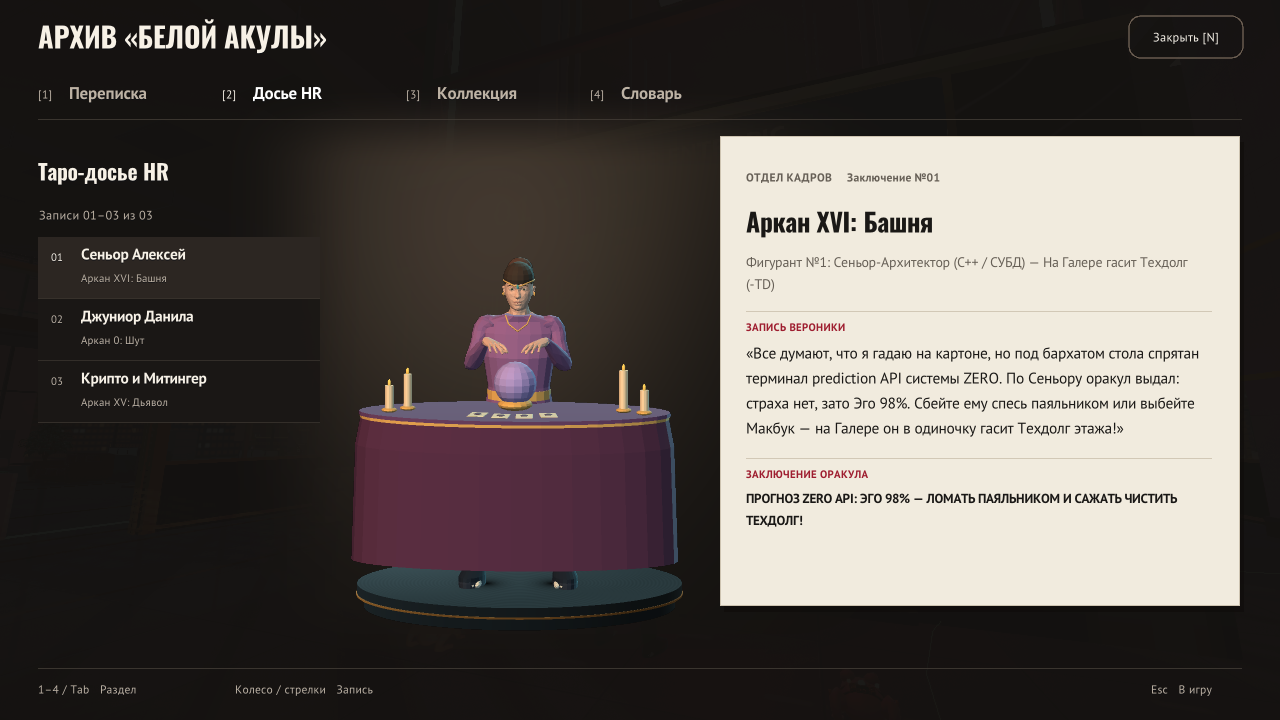 АРХИВ «БЕЛОЙ АКУЛЫ»
Закрыть [N]
[1] Переписка
[2] Досье HR
[3] Коллекция
[4] Словарь
Таро-досье HR
Записи 01–03 из 03
01 Сеньор Алексей
Аркан XVI: Башня
02 Джуниор Данила
Аркан 0: Шут
03 Крипто и Митингер
Аркан XV: Дьявол
ОТДЕЛ КАДРОВ Заключение №01
Аркан XVI: Башня
Фигурант №1: Сеньор-Архитектор (C++ / СУБД) — На Галере гасит Техдолг
(-TD)
ЗАПИСЬ ВЕРОНИКИ
«Все думают, что я гадаю на картоне, но под бархатом стола спрятан
терминал prediction API системы ZERO. По Сеньору оракул выдал:
страха нет, зато Эго 98%. Сбейте ему спесь паяльником или выбейте
Макбук — на Галере он в одиночку гасит Техдолг этажа!»
ЗАКЛЮЧЕНИЕ ОРАКУЛА
ПРОГНОЗ ZERO API: ЭГО 98% — ЛОМАТЬ ПАЯЛЬНИКОМ И САЖАТЬ ЧИСТИТЬ
ТЕХДОЛГ!
1–4 / Tab Раздел
Колесо / стрелки Запись
Esc В игру